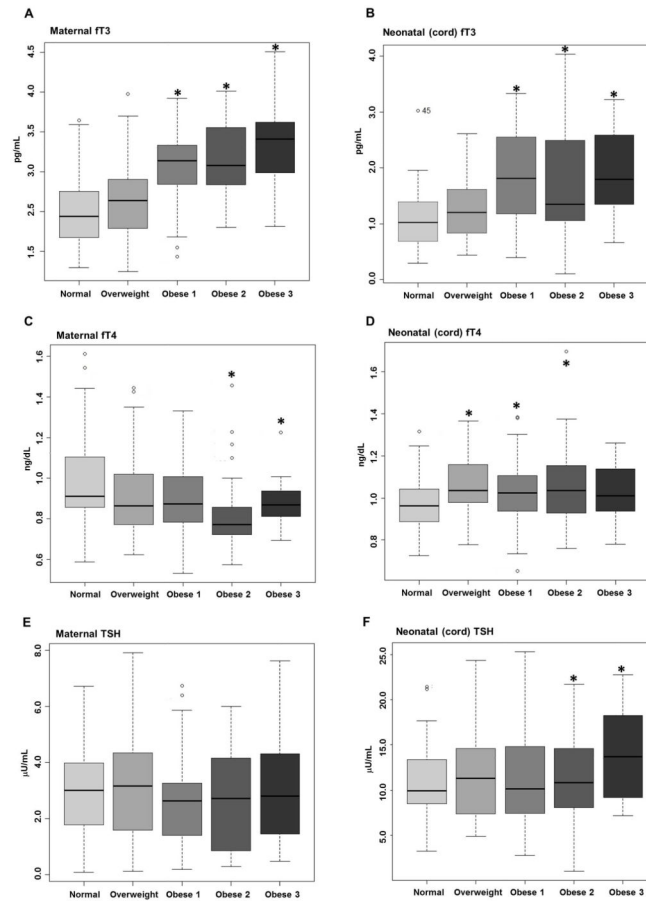 A
Maternal fT3
4.5
3.5
2.5
1.5
pg/mL
*
*
*
Normal Overweight Obese 1 Obese 2 Obese 3
B
Neonatal (cord) fT3
4.0
3.0
2.0
1.0
0.0
pg/mL
45
*
*
*
Normal Overweight Obese 1 Obese 2 Obese 3
C
Maternal fT4
1.6
1.4
1.2
1.0
0.8
0.6
ng/dL
*
*
Normal Overweight Obese 1 Obese 2 Obese 3
D
Neonatal (cord) fT4
1.6
1.4
1.2
1.0
0.8
ng/dL
*
*
*
Normal Overweight Obese 1 Obese 2 Obese 3
E
Maternal TSH
8.0
6.0
4.0
2.0
0.0
μU/mL
Normal Overweight Obese 1 Obese 2 Obese 3
F
Neonatal (cord) TSH
25.0
20.0
15.0
10.0
5.0
μU/mL
*
*
Normal Overweight Obese 1 Obese 2 Obese 3